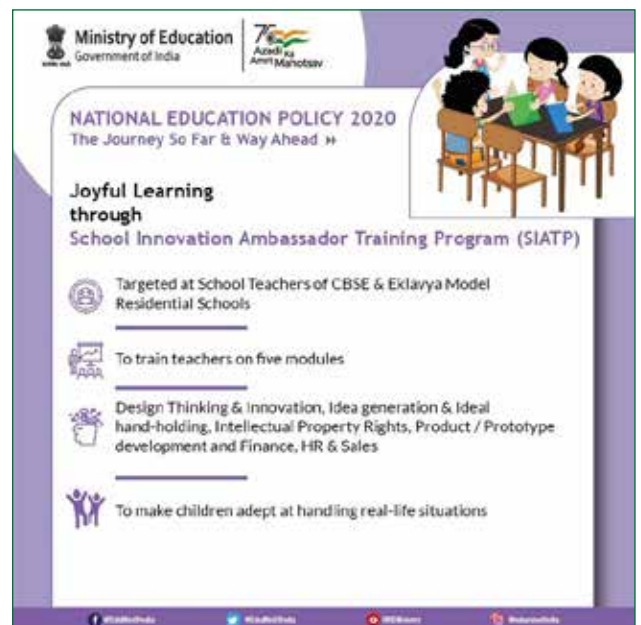 Ministry of Education
Government of India
75
Azadi Ka
Amrit Mahotsav
NATIONAL EDUCATION POLICY 2020
The Journey So Far & Way Ahead
Joyful Learning
through
School Innovation Ambassador Training Program (SIATP)
Targeted at School Teachers of CBSE & Eklavya Model
Residential Schools
To train teachers on five modules
Design Thinking & Innovation, Idea generation & Ideal
hand-holding, Intellectual Property Rights, Product / Prototype
development and Finance, HR & Sales
To make children adept at handling real-life situations